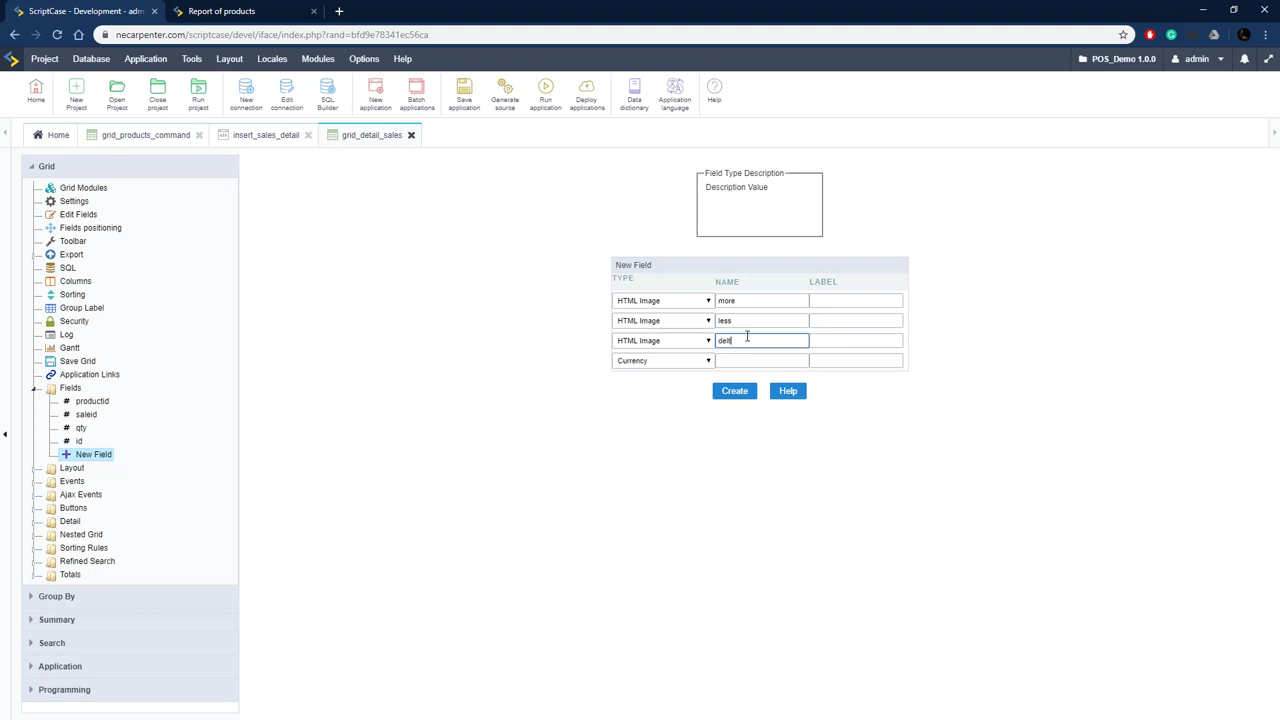 ScriptCase - Development - adm
Report of products
necarpenter.com/scriptcase/devel/iface/index.php?rand=bfd9e78341ec56ca
Project Database Application Tools Layout Locales Modules Options Help
POS_Demo 1.0.0 admin
Home
New Project
Open Project
Close project
Run project
New connection
Edit connection
SQL Builder
New application
Batch applications
Save application
Generate source
Run application
Deploy applications
Data dictionary
Application language
Help
Home grid_products_command insert_sales_detail grid_detail_sales
Grid
Grid Modules
Settings
Edit Fields
Fields positioning
Toolbar
Export
SQL
Columns
Sorting
Group Label
Security
Log
Gantt
Save Grid
Application Links
Fields
# productid
# saleid
# qty
# id
New Field
Layout
Events
Ajax Events
Buttons
Detail
Nested Grid
Sorting Rules
Refined Search
Totals
Group By
Summary
Search
Application
Programming
Field Type Description
Description Value
New Field
TYPE NAME LABEL
HTML Image more
HTML Image less
HTML Image delt
Currency
Create Help